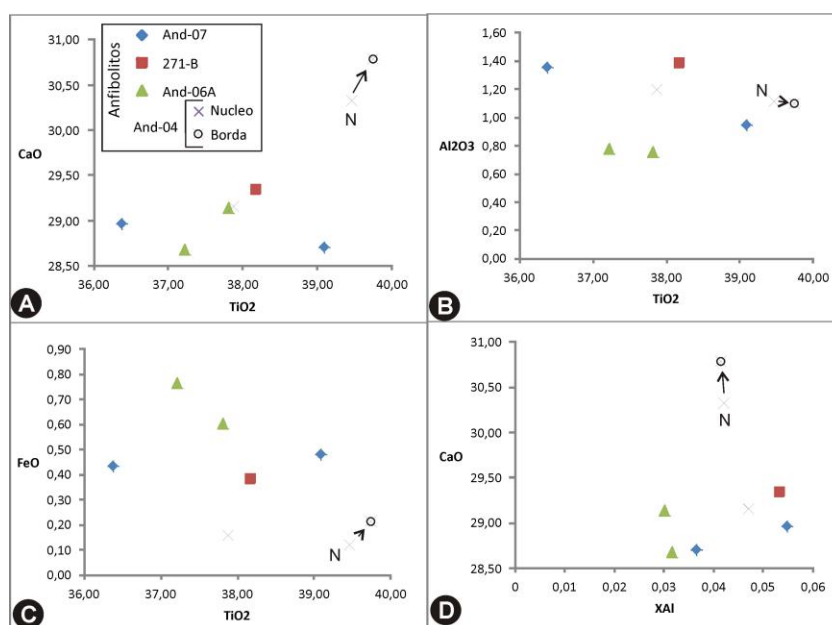 31,00
30,50
30,00
CaO
29,50
29,00
28,50
36,00 37,00 38,00 39,00 40,00
TiO2
Anfibolitos
And-07
271-B
And-06A
And-04
Nucleo
Borda
N
A
1,60
1,40
1,20
1,00
Al2O3
0,80
0,60
0,40
0,20
0,00
36,00 37,00 38,00 39,00 40,00
TiO2
N
B
0,90
0,80
0,70
0,60
0,50
FeO
0,40
0,30
0,20
0,10
0,00
36,00 37,00 38,00 39,00 40,00
TiO2
N
C
31,00
30,50
30,00
CaO
29,50
29,00
28,50
0 0,01 0,02 0,03 0,04 0,05 0,06
XAl
N
D